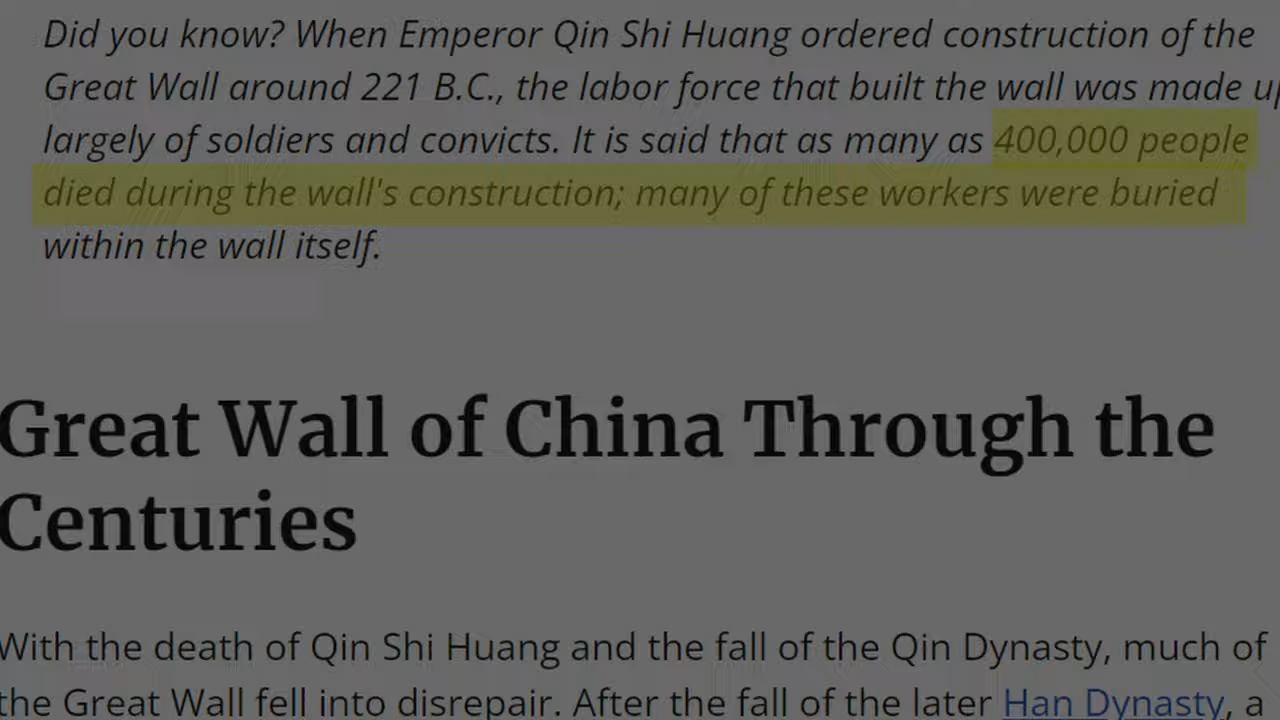 Did you know? When Emperor Qin Shi Huang ordered construction of the
Great Wall around 221 B.C., the labor force that built the wall was made up
largely of soldiers and convicts. It is said that as many as 400,000 people
died during the wall's construction; many of these workers were buried
within the wall itself.
Great Wall of China Through the
Centuries
With the death of Qin Shi Huang and the fall of the Qin Dynasty, much of
the Great Wall fell into disrepair. After the fall of the later Han Dynasty, a